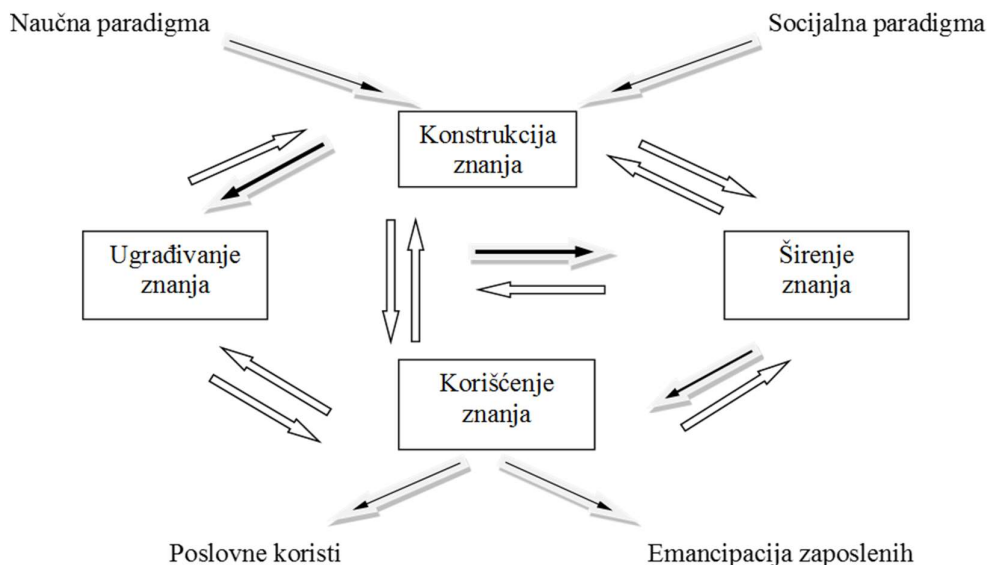 Naučna paradigma
Socijalna paradigma
Konstrukcija
znanja
Ugrađivanje
znanja
Širenje
znanja
Korišćenje
znanja
Poslovne koristi
Emancipacija zaposlenih